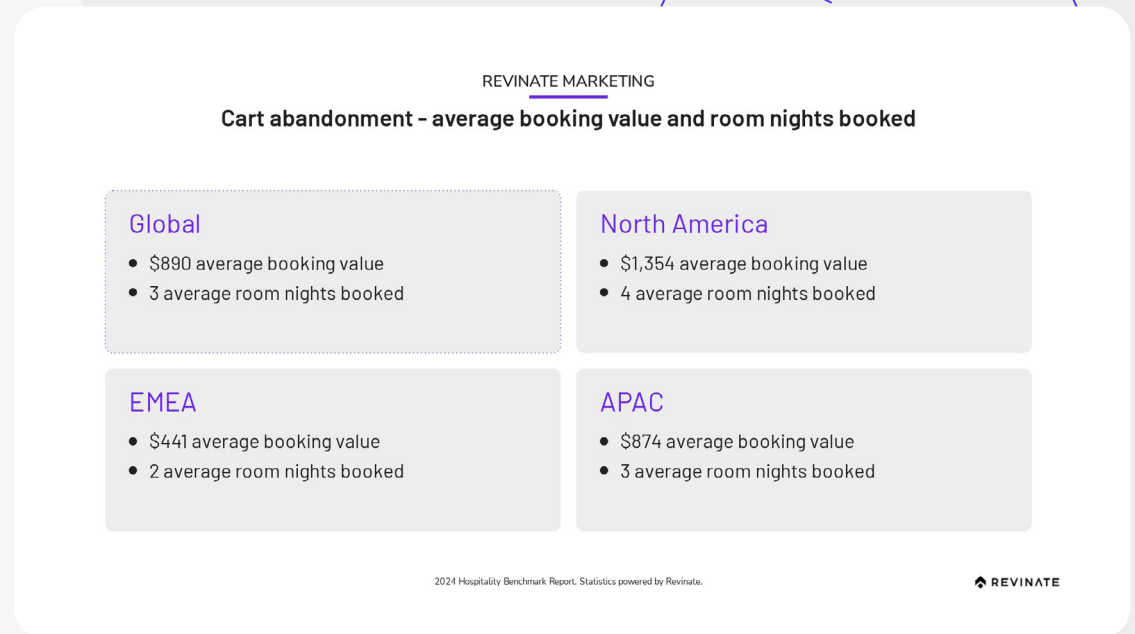 REVINATE MARKETING
Cart abandonment - average booking value and room nights booked
Global
• $890 average booking value
• 3 average room nights booked
North America
• $1,354 average booking value
• 4 average room nights booked
EMEA
• $441 average booking value
• 2 average room nights booked
APAC
• $874 average booking value
• 3 average room nights booked
2024 Hospitality Benchmark Report. Statistics powered by Revinate.
REVINATE